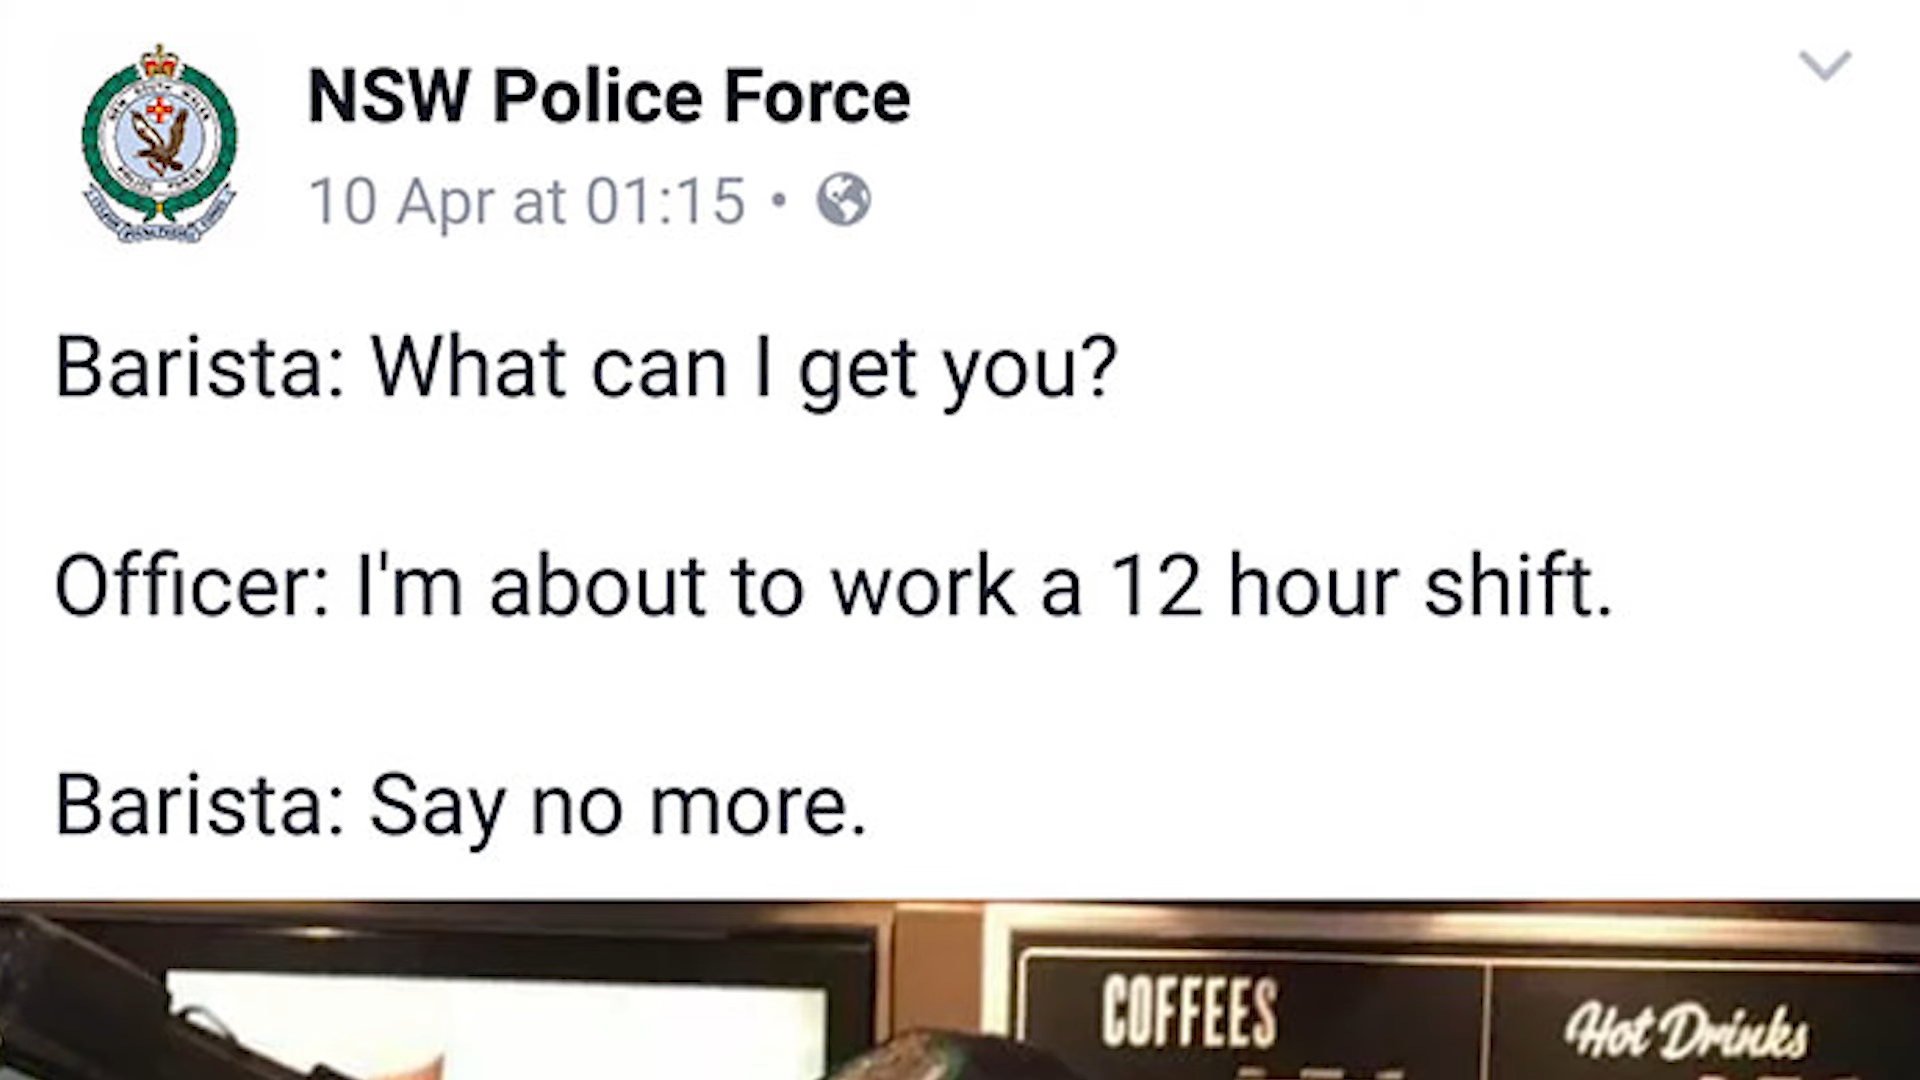 NSW Police Force
10 Apr at 01:15 •
Barista: What can I get you?
Officer: I'm about to work a 12 hour shift.
Barista: Say no more.
COFFEES
Hot Drinks